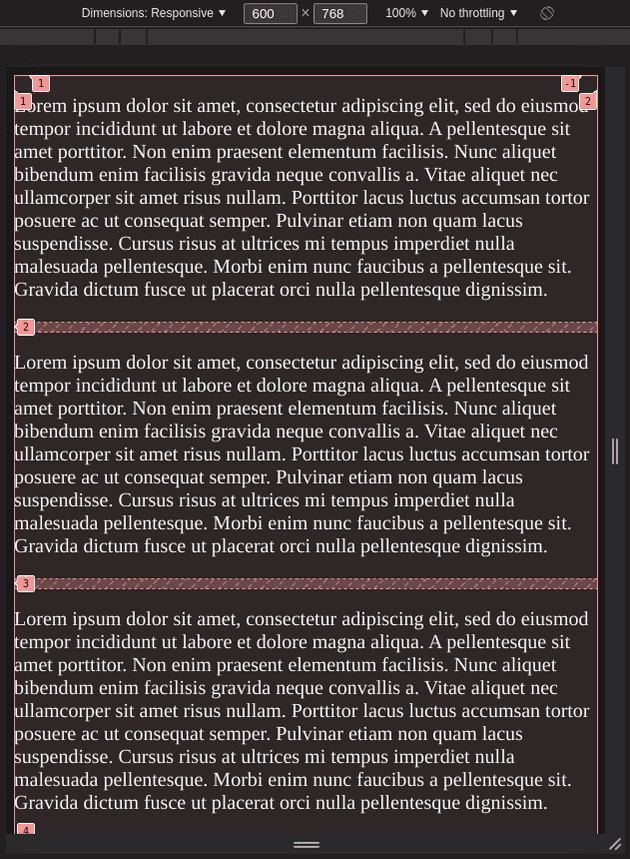 Dimensions: Responsive ▼ 600 × 768 100% ▼ No throttling ▼
1 -1
1 2
Lorem ipsum dolor sit amet, consectetur adipiscing elit, sed do eiusmod
tempor incididunt ut labore et dolore magna aliqua. A pellentesque sit
amet porttitor. Non enim praesent elementum facilisis. Nunc aliquet
bibendum enim facilisis gravida neque convallis a. Vitae aliquet nec
ullamcorper sit amet risus nullam. Porttitor lacus luctus accumsan tortor
posuere ac ut consequat semper. Pulvinar etiam non quam lacus
suspendisse. Cursus risus at ultrices mi tempus imperdiet nulla
malesuada pellentesque. Morbi enim nunc faucibus a pellentesque sit.
Gravida dictum fusce ut placerat orci nulla pellentesque dignissim.
2
Lorem ipsum dolor sit amet, consectetur adipiscing elit, sed do eiusmod
tempor incididunt ut labore et dolore magna aliqua. A pellentesque sit
amet porttitor. Non enim praesent elementum facilisis. Nunc aliquet
bibendum enim facilisis gravida neque convallis a. Vitae aliquet nec
ullamcorper sit amet risus nullam. Porttitor lacus luctus accumsan tortor
posuere ac ut consequat semper. Pulvinar etiam non quam lacus
suspendisse. Cursus risus at ultrices mi tempus imperdiet nulla
malesuada pellentesque. Morbi enim nunc faucibus a pellentesque sit.
Gravida dictum fusce ut placerat orci nulla pellentesque dignissim.
3
Lorem ipsum dolor sit amet, consectetur adipiscing elit, sed do eiusmod
tempor incididunt ut labore et dolore magna aliqua. A pellentesque sit
amet porttitor. Non enim praesent elementum facilisis. Nunc aliquet
bibendum enim facilisis gravida neque convallis a. Vitae aliquet nec
ullamcorper sit amet risus nullam. Porttitor lacus luctus accumsan tortor
posuere ac ut consequat semper. Pulvinar etiam non quam lacus
suspendisse. Cursus risus at ultrices mi tempus imperdiet nulla
malesuada pellentesque. Morbi enim nunc faucibus a pellentesque sit.
Gravida dictum fusce ut placerat orci nulla pellentesque dignissim.
4